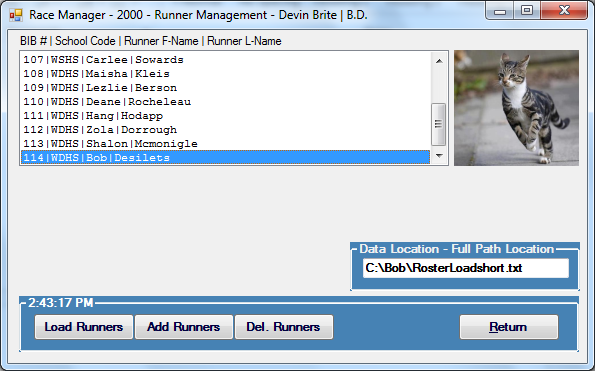 Race Manager - 2000 - Runner Management - Devin Brite | B.D.
BIB # | School Code | Runner F-Name | Runner L-Name
107|WSHS|Carlee|Sowards
108|WDHS|Maisha|Kleis
109|WDHS|Lezlie|Berson
110|WDHS|Deane|Rocheleau
111|WDHS|Hang|Hodapp
112|WDHS|Zola|Dorrough
113|WDHS|Shalon|Mcmonigle
114|WDHS|Bob|Desilets
Data Location - Full Path Location
C:\Bob\RosterLoadshort.txt
2:43:17 PM
Load Runners Add Runners Del. Runners Return